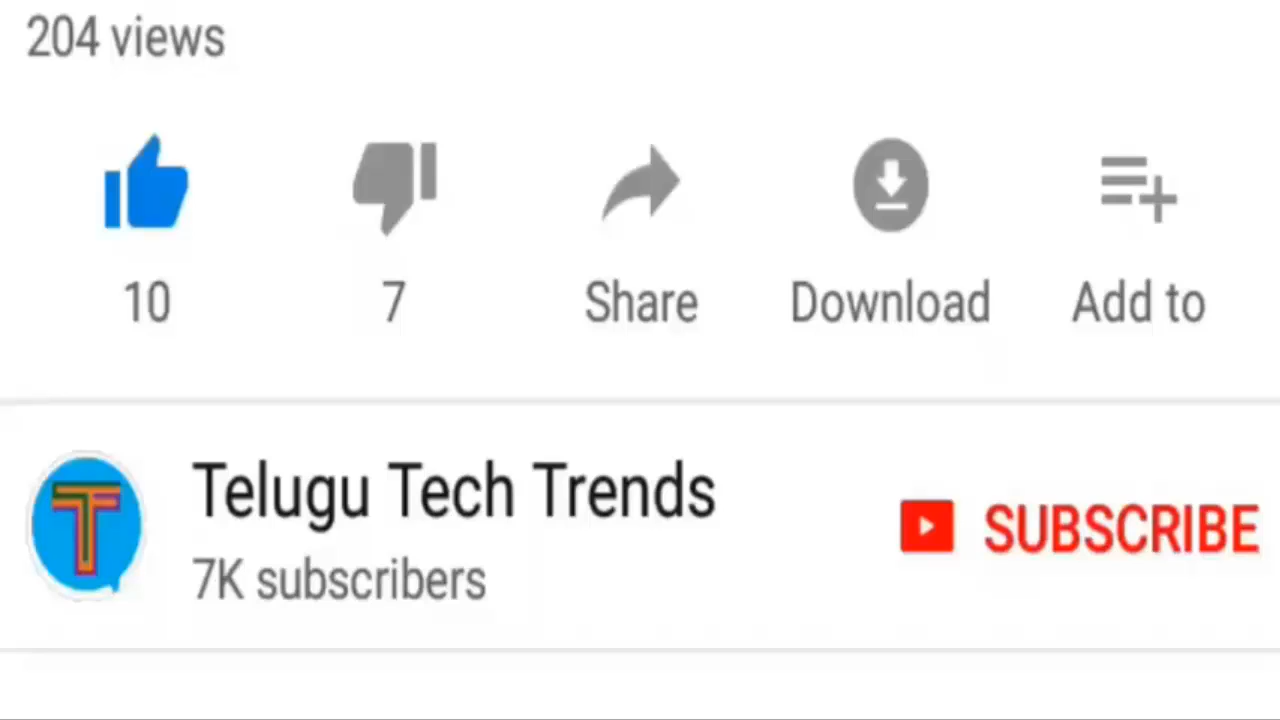 204 views
10 7 Share Download Add to
Telugu Tech Trends
SUBSCRIBE
7K subscribers